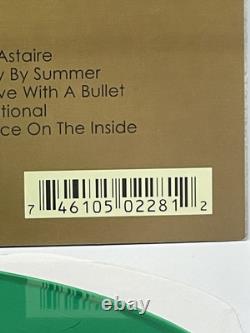 Astaire
y By Summer
ve With A Bullet
tional
ce On The Inside
7 46105 02281 2